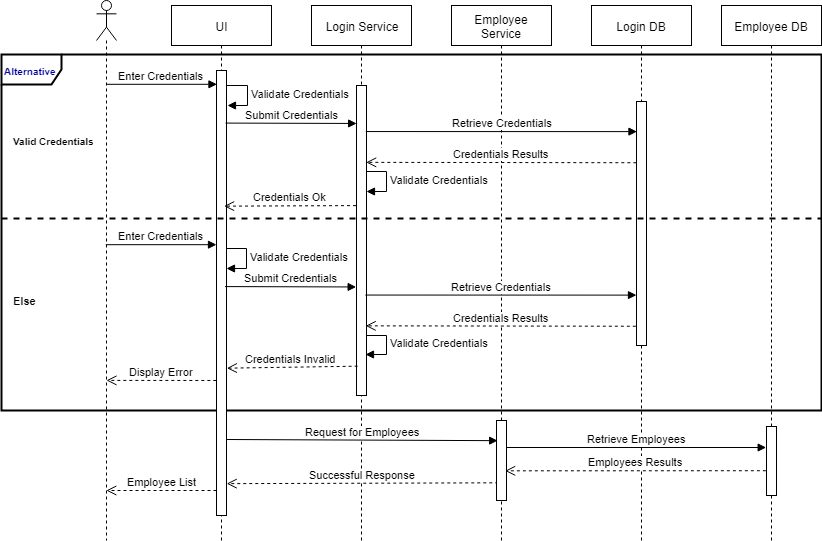 UI
Login Service
Employee
Service
Login DB
Employee DB
Alternative
Enter Credentials
Validate Credentials
Submit Credentials
Retrieve Credentials
Valid Credentials
Credentials Results
Validate Credentials
Credentials Ok
Enter Credentials
Validate Credentials
Submit Credentials
Retrieve Credentials
Else
Credentials Results
Validate Credentials
Credentials Invalid
Display Error
Request for Employees
Retrieve Employees
Employees Results
Successful Response
Employee List